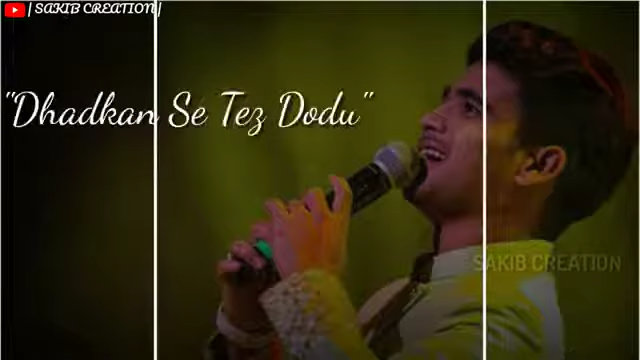 | SAKIB CREATION |
"Dhadkan Se Tez Dodu"
SAKIB CREATION